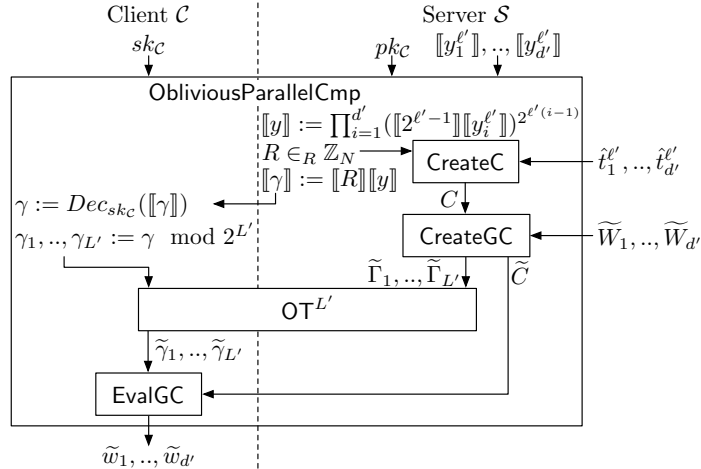 Client 𝒞 Server 𝒮
sk_𝒞 pk_𝒞 ⟦y_1^{ℓ′}⟧,..,⟦y_{d′}^{ℓ′}⟧
ObliviousParallelCmp
⟦y⟧ := ∏_{i=1}^{d′}(⟦2^{ℓ′−1}⟧⟦y_i^{ℓ′}⟧)^{2^{ℓ′(i−1)}}
R ∈_R ℤ_N CreateC t̂_1^{ℓ′},..,t̂_{d′}^{ℓ′}
⟦γ⟧ := ⟦R⟧⟦y⟧
γ := Dec_{sk_𝒞}(⟦γ⟧) C
γ_1,..,γ_{L′} := γ mod 2^{L′} CreateGC W̃_1,..,W̃_{d′}
Γ̃_1,..,Γ̃_{L′} C̃
OT^{L′}
γ̃_1,..,γ̃_{L′}
EvalGC
w̃_1,..,w̃_{d′}